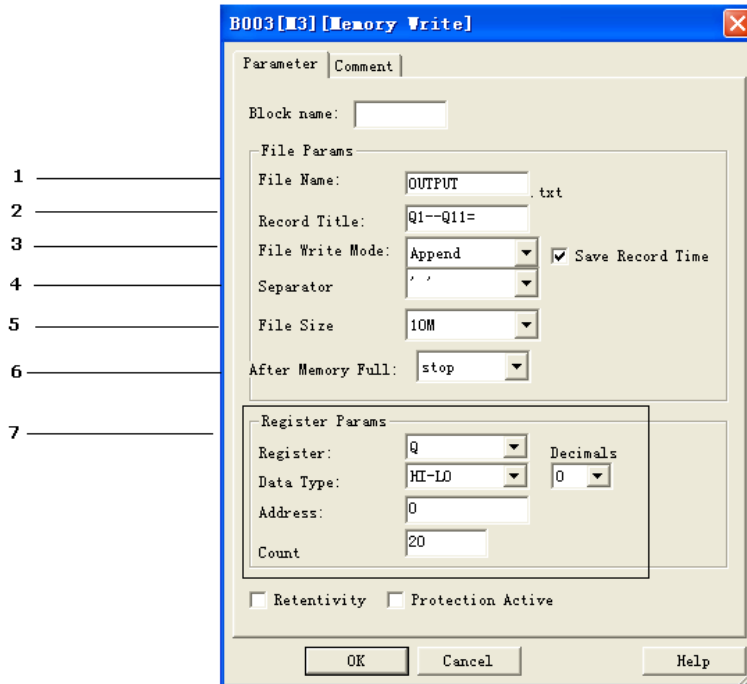 B003[M3][Memory Write]
Parameter Comment
Block name:
File Params
1 File Name: OUTPUT .txt
2 Record Title: Q1--Q11=
3 File Write Mode: Append Save Record Time
4 Separator ' '
5 File Size 10M
6 After Memory Full: stop
7 Register Params
Register: Q Decimals
Data Type: HI-LO 0
Address: 0
Count 20
Retentivity Protection Active
OK Cancel Help